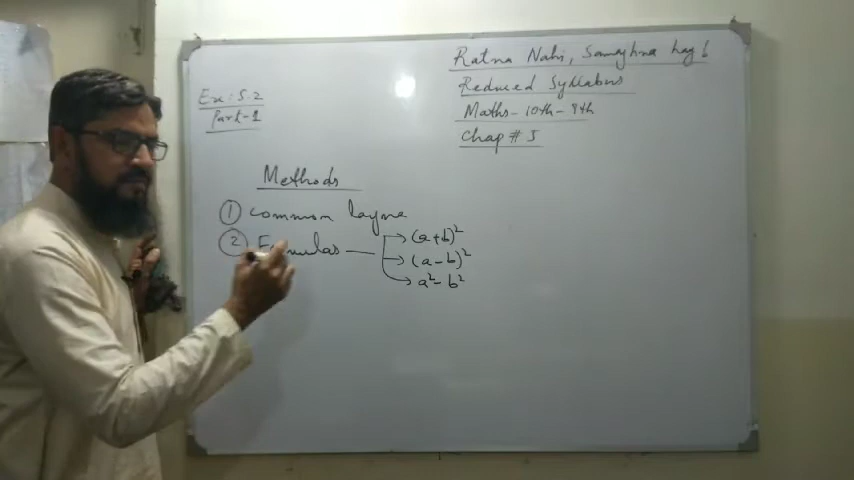 Ratna Nahi, Samajhna hay 6
Reduced Syllabus
Maths - 10th - 9th
Chap # 5
Ex: 5.2
Part-1
Methods
① Common layna
② Formulas
(a+b)²
(a-b)²
a²-b²